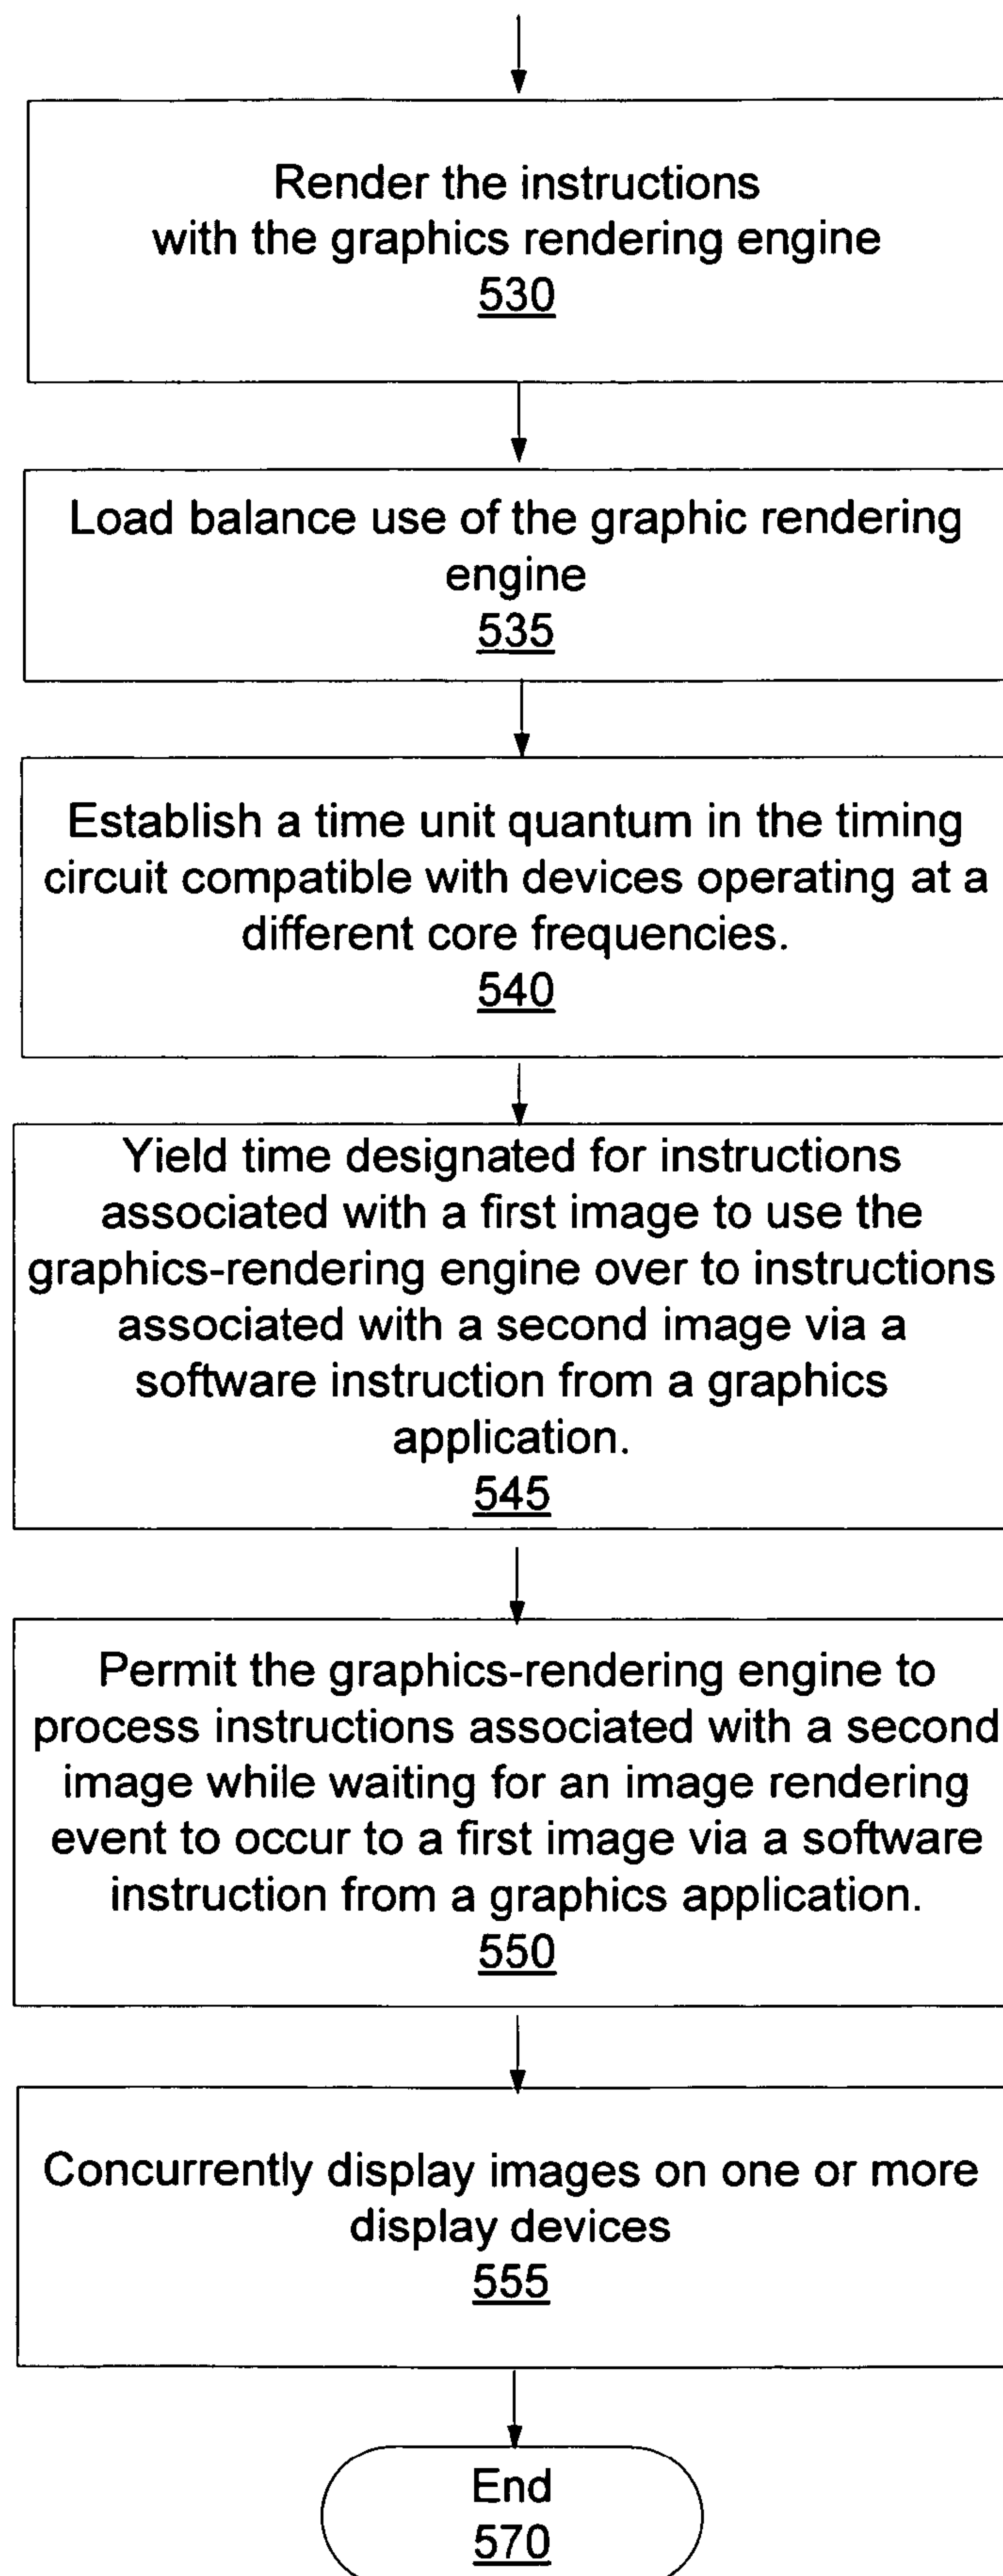 Render the instructions
with the graphics rendering engine
530
Load balance use of the graphic rendering
engine
535
Establish a time unit quantum in the timing
circuit compatible with devices operating at a
different core frequencies.
540
Yield time designated for instructions
associated with a first image to use the
graphics-rendering engine over to instructions
associated with a second image via a
software instruction from a graphics
application.
545
Permit the graphics-rendering engine to
process instructions associated with a second
image while waiting for an image rendering
event to occur to a first image via a software
instruction from a graphics application.
550
Concurrently display images on one or more
display devices
555
End
570